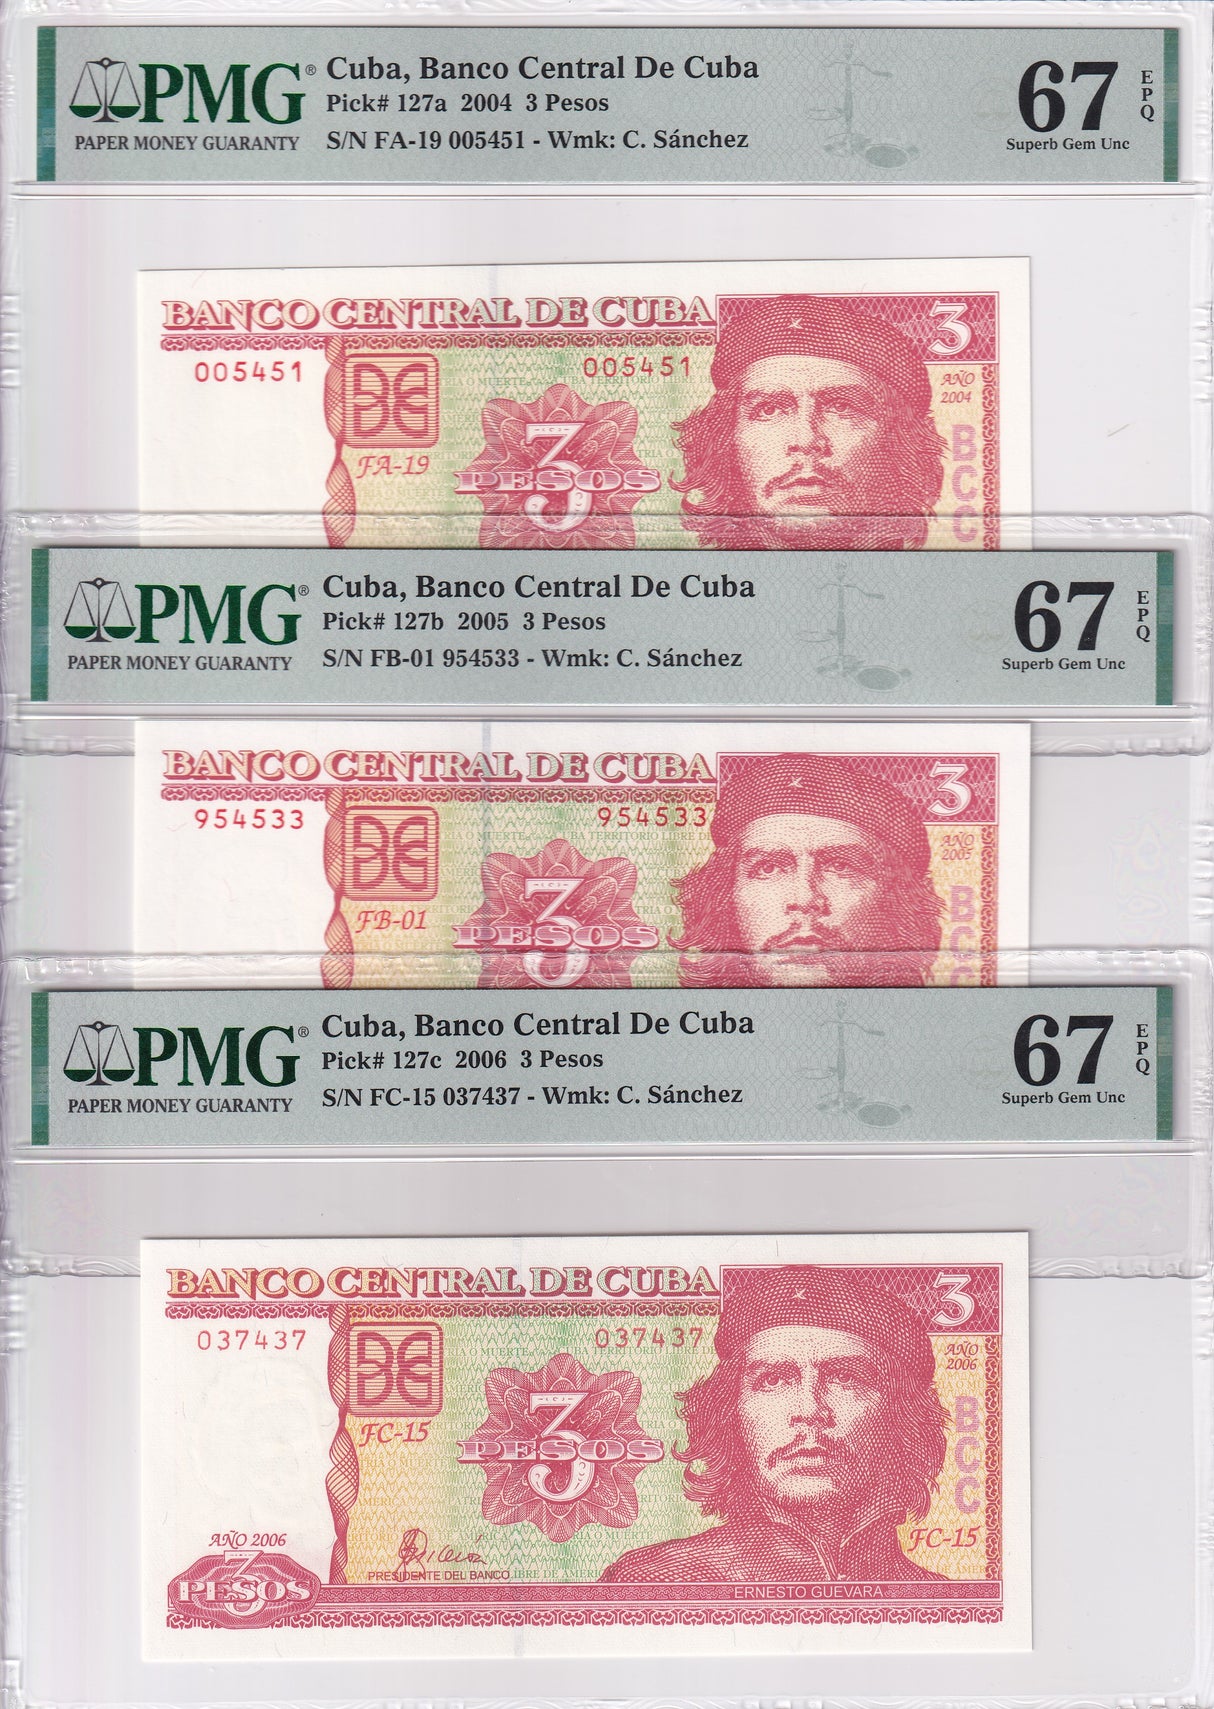 PMG® Cuba, Banco Central De Cuba 67 EPQ
Pick# 127a 2004 3 Pesos
PAPER MONEY GUARANTY S/N FA-19 005451 - Wmk: C. Sánchez Superb Gem Unc
BANCO CENTRAL DE CUBA 3
005451 005451
AÑO
2004
FA-19
3
PESOS
BCC
PMG® Cuba, Banco Central De Cuba 67 EPQ
Pick# 127b 2005 3 Pesos
PAPER MONEY GUARANTY S/N FB-01 954533 - Wmk: C. Sánchez Superb Gem Unc
BANCO CENTRAL DE CUBA 3
954533 954533
AÑO
2005
FB-01
3
PESOS
BCC
PMG® Cuba, Banco Central De Cuba 67 EPQ
Pick# 127c 2006 3 Pesos
PAPER MONEY GUARANTY S/N FC-15 037437 - Wmk: C. Sánchez Superb Gem Unc
BANCO CENTRAL DE CUBA 3
037437 037437
AÑO
2006
FC-15
3
PESOS
BCC
AÑO 2006 FC-15
3
PESOS
PRESIDENTE DEL BANCO
ERNESTO GUEVARA